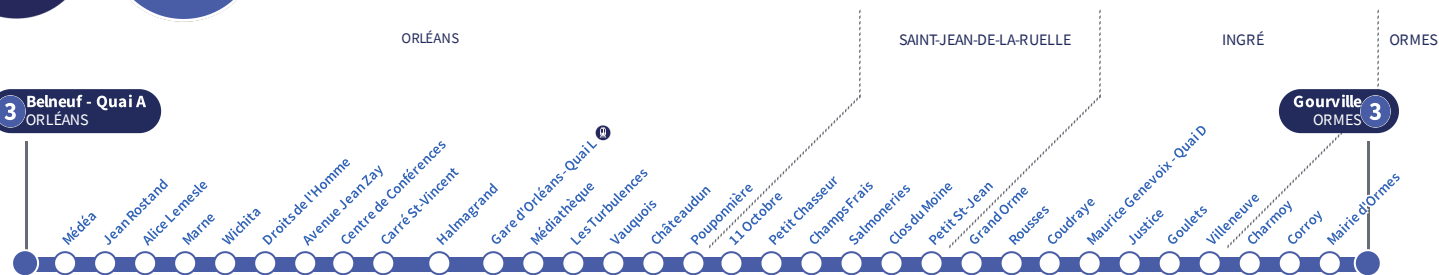 ORLÉANS
SAINT-JEAN-DE-LA-RUELLE
INGRÉ
ORMES
3
Belneuf - Quai A
ORLÉANS
Gourville
ORMES
3
Médéa
Jean Rostand
Alice Lemesle
Marne
Wichita
Droits de l'Homme
Avenue Jean Zay
Centre de Conférences
Carré St-Vincent
Halmagrand
Gare d'Orléans - Quai L
Médiathèque
Les Turbulences
Vauquois
Châteaudun
Pouponnière
11 Octobre
Petit Chasseur
Champs Frais
Salmoneries
Clos du Moine
Petit St-Jean
Grand Orme
Rousses
Coudraye
Maurice Genevoix - Quai D
Justice
Goulets
Villeneuve
Charmoy
Corroy
Mairie d'Ormes